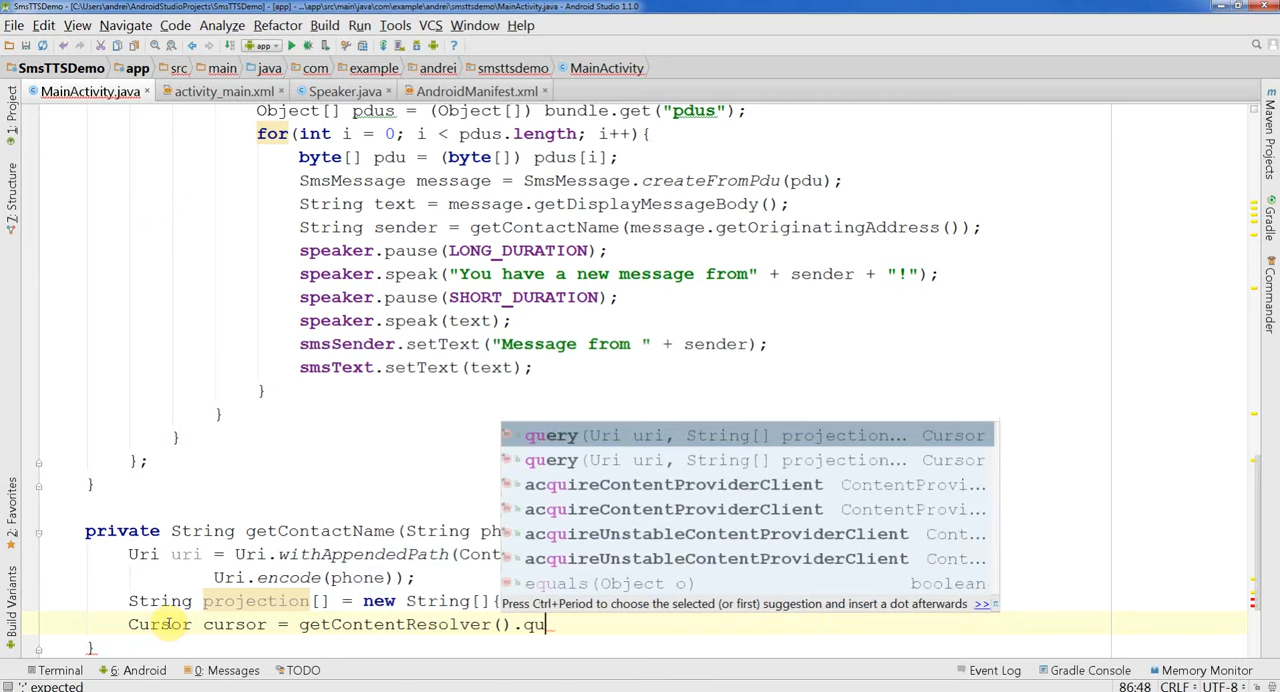 SmsTTSDemo - [C:\Users\andrei\AndroidStudioProjects\SmsTTSDemo] - [app] - ...\app\src\main\java\com\example\andrei\smsttsdemo\MainActivity.java - Android Studio 1.1.0
File Edit View Navigate Code Analyze Refactor Build Run Tools VCS Window Help
app
SmsTTSDemo app src main java com example andrei smsttsdemo MainActivity
MainActivity.java activity_main.xml Speaker.java AndroidManifest.xml
1: Project
7: Structure
2: Favorites
Build Variants
Object[] pdus = (Object[]) bundle.get("pdus");
for(int i = 0; i < pdus.length; i++){
byte[] pdu = (byte[]) pdus[i];
SmsMessage message = SmsMessage.createFromPdu(pdu);
String text = message.getDisplayMessageBody();
String sender = getContactName(message.getOriginatingAddress());
speaker.pause(LONG_DURATION);
speaker.speak("You have a new message from" + sender + "!");
speaker.pause(SHORT_DURATION);
speaker.speak(text);
smsSender.setText("Message from " + sender);
smsText.setText(text);
}
}
}
};
}
private String getContactName(String ph
Uri uri = Uri.withAppendedPath(Cont
Uri.encode(phone));
String projection[] = new String[]{
Cursor cursor = getContentResolver().qu
}
query(Uri uri, String[] projection... Cursor
query(Uri uri, String[] projection... Cursor
acquireContentProviderClient ContentProvi...
acquireContentProviderClient ContentProvi...
acquireUnstableContentProviderClient Cont...
acquireUnstableContentProviderClient Cont...
equals(Object o) boolean
Press Ctrl+Period to choose the selected (or first) suggestion and insert a dot afterwards >>
Maven Projects
Gradle
Commander
Terminal 6: Android 0: Messages TODO Event Log Gradle Console Memory Monitor
';' expected 86:48 CRLF UTF-8